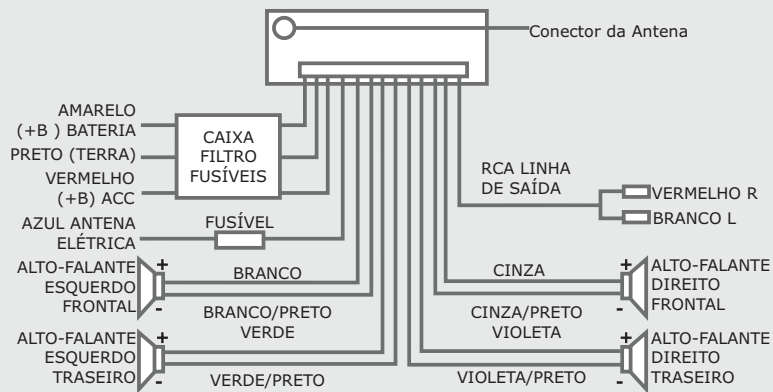 Conector da Antena
AMARELO
(+B ) BATERIA
PRETO (TERRA)
VERMELHO
(+B) ACC
CAIXA
FILTRO
FUSÍVEIS
AZUL ANTENA
ELÉTRICA
FUSÍVEL
RCA LINHA
DE SAÍDA
VERMELHO R
BRANCO L
ALTO-FALANTE
ESQUERDO
FRONTAL
+
-
BRANCO
BRANCO/PRETO
CINZA
CINZA/PRETO
+
-
ALTO-FALANTE
DIREITO
FRONTAL
ALTO-FALANTE
ESQUERDO
TRASEIRO
+
-
VERDE
VERDE/PRETO
VIOLETA
VIOLETA/PRETO
+
-
ALTO-FALANTE
DIREITO
TRASEIRO